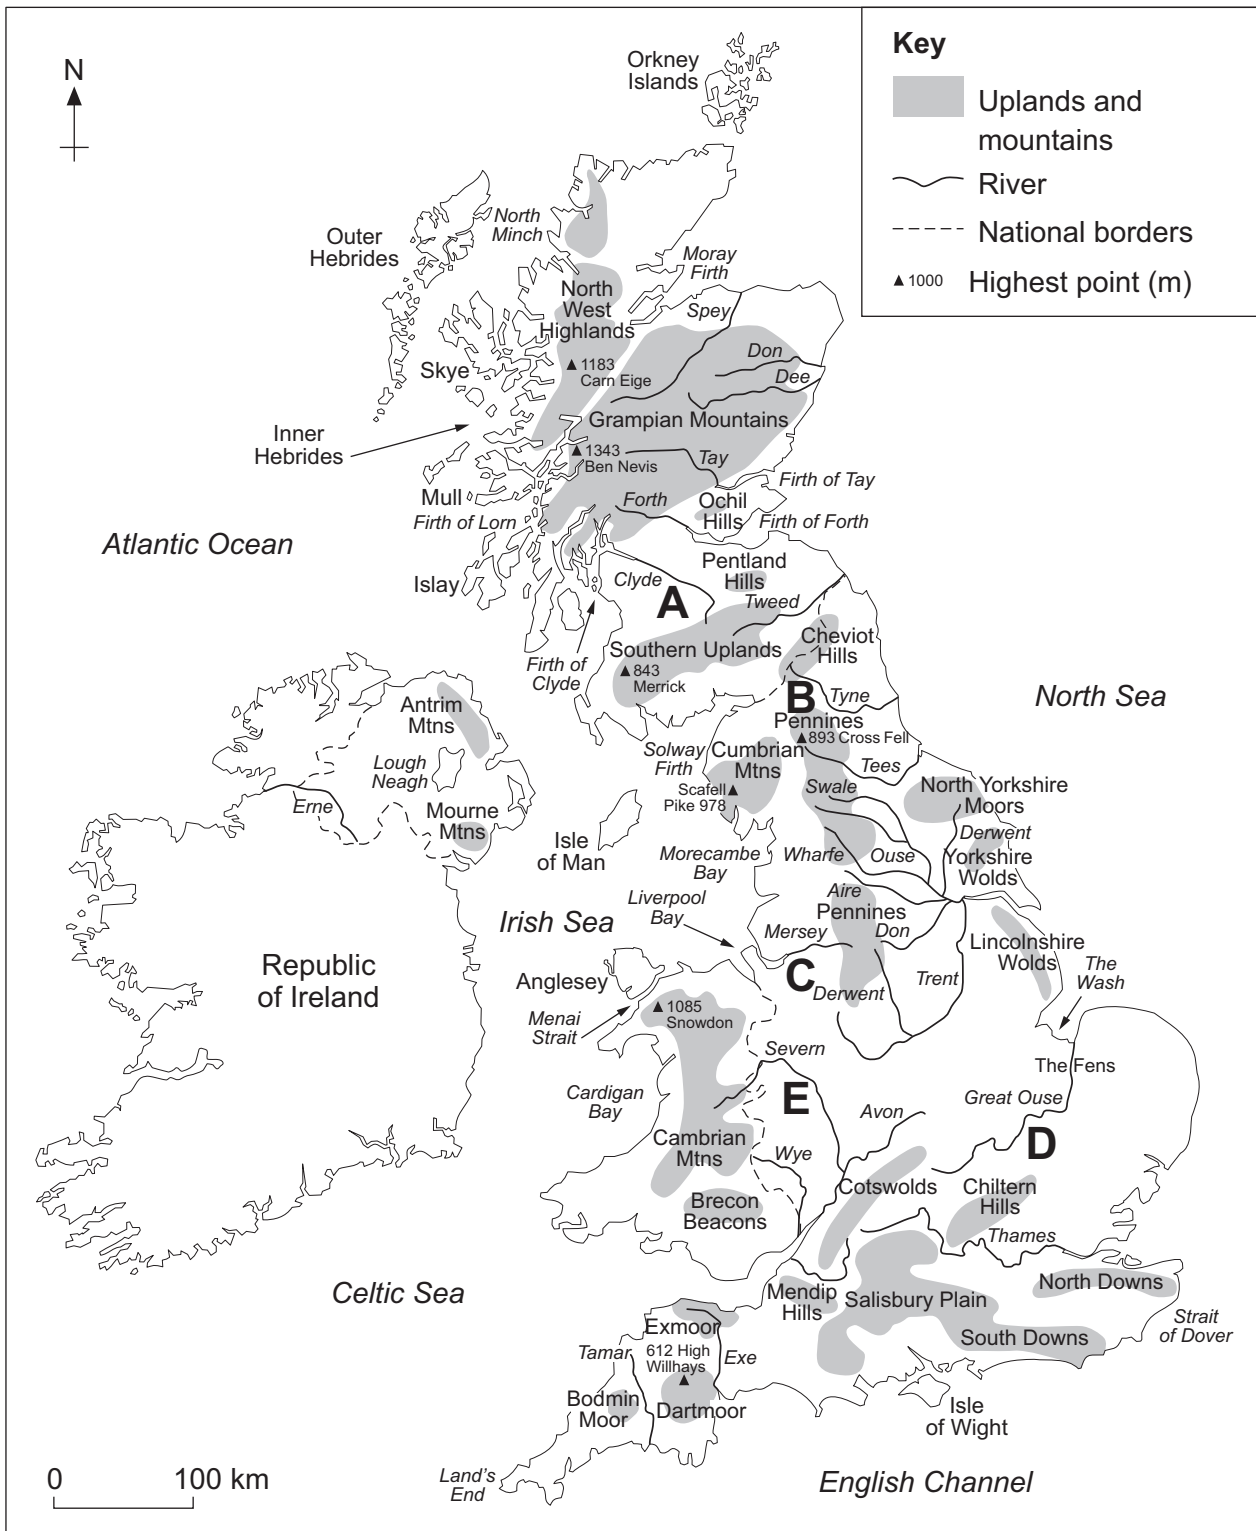 Key
Uplands and
mountains
River
National borders
1000
Highest point (m)
N
Orkney
Islands
North
Minch
Outer
Hebrides
Moray
Firth
North
West
Highlands
Spey
1183
Carn Eige
Don
Dee
Skye
Grampian Mountains
Inner
Hebrides
1343
Ben Nevis
Tay
Firth of Tay
Mull
Forth
Ochil
Hills
Firth of Lorn
Firth of Forth
Atlantic Ocean
Pentland
Hills
Islay
Clyde
A
Tweed
Cheviot
Hills
Southern Uplands
Firth of
Clyde
843
Merrick
B
Tyne
North Sea
Antrim
Mtns
Pennines
893 Cross Fell
Solway
Firth
Cumbrian
Mtns
Lough
Neagh
Tees
Scafell
Pike 978
Swale
North Yorkshire
Moors
Erne
Mourne
Mtns
Isle
of Man
Derwent
Morecambe
Bay
Wharfe
Ouse
Yorkshire
Wolds
Liverpool
Bay
Aire
Pennines
Irish Sea
Mersey
Don
Lincolnshire
Wolds
The
Wash
Republic
of Ireland
Anglesey
C
Derwent
Trent
Menai
Strait
1085
Snowdon
Severn
The Fens
Cardigan
Bay
E
Avon
Great Ouse
D
Cambrian
Mtns
Wye
Cotswolds
Chiltern
Hills
Brecon
Beacons
Thames
Celtic Sea
Mendip
Hills
Salisbury Plain
North Downs
Exmoor
South Downs
Strait
of Dover
Tamar
612 High
Willhays
Exe
Bodmin
Moor
Dartmoor
Isle
of Wight
0
100 km
Land's
End
English Channel